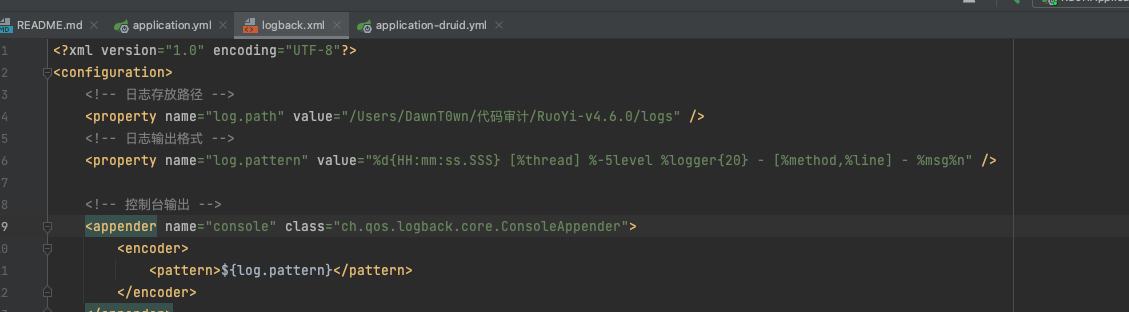 README.md application.yml logback.xml application-druid.yml
1 <?xml version="1.0" encoding="UTF-8"?>
2 <configuration>
3 <!-- 日志存放路径 -->
4 <property name="log.path" value="/Users/DawnT0wn/代码审计/RuoYi-v4.6.0/logs" />
5 <!-- 日志输出格式 -->
6 <property name="log.pattern" value="%d{HH:mm:ss.SSS} [%thread] %-5level %logger{20} - [%method,%line] - %msg%n" />
7
8 <!-- 控制台输出 -->
9 <appender name="console" class="ch.qos.logback.core.ConsoleAppender">
0 <encoder>
1 <pattern>${log.pattern}</pattern>
2 </encoder>
</appender>